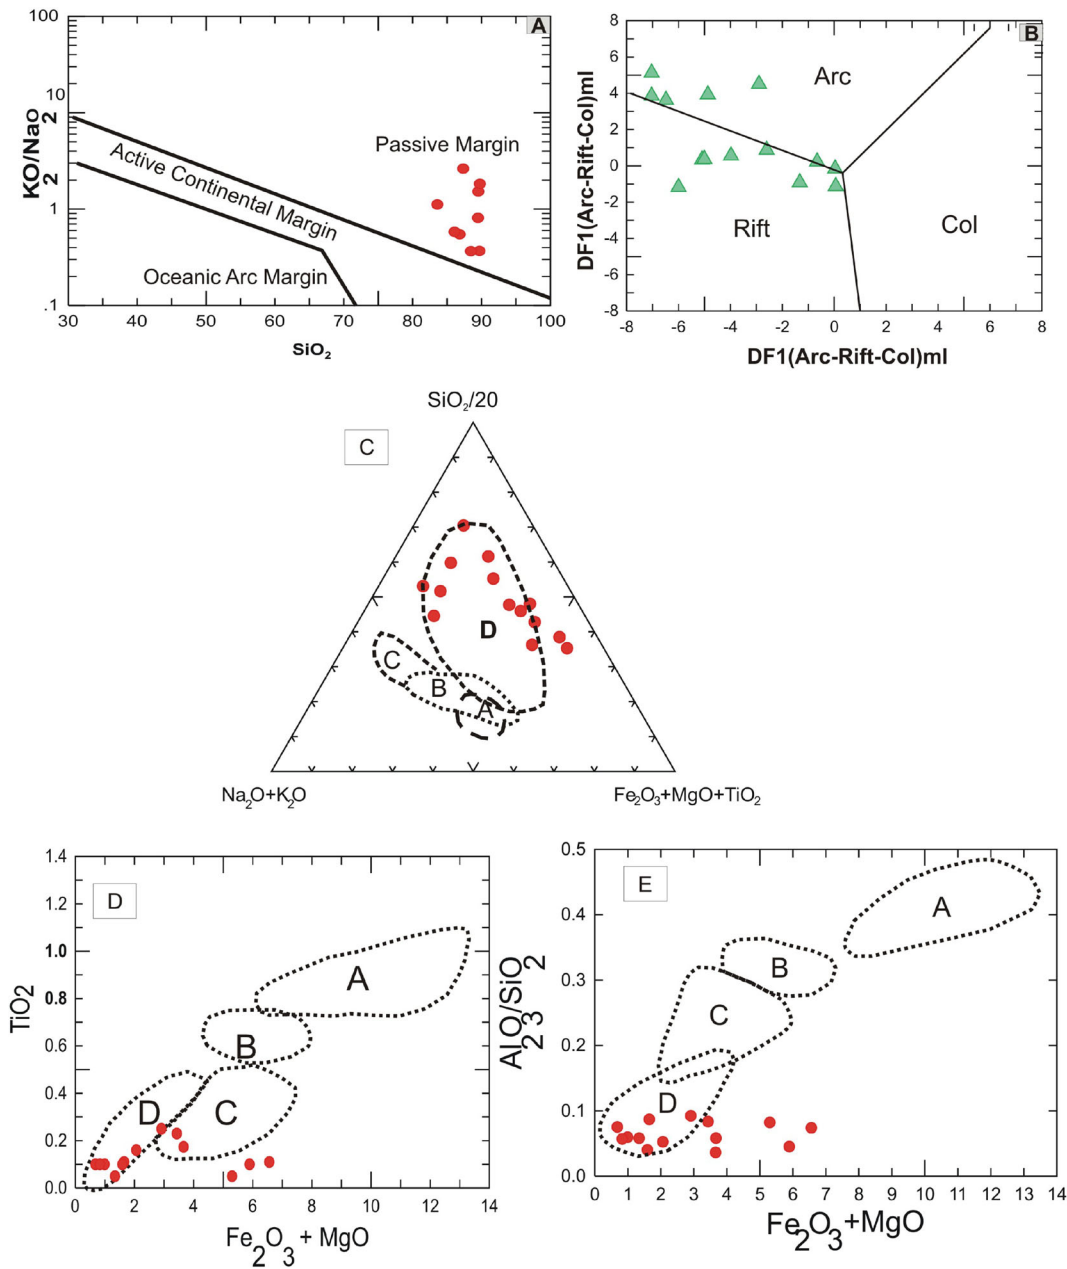 A
100
10
2
1
.1
KO/NaO
2 2
Passive Margin
Active Continental Margin
Oceanic Arc Margin
30 40 50 60 70 80 90 100
SiO2
B
8
6
4
2
0
-2
-4
-6
-8
DF1(Arc-Rift-Col)ml
Arc
Rift
Col
-8 -6 -4 -2 0 2 4 6 8
DF1(Arc-Rift-Col)ml
SiO2/20
C
D
C
B
A
Na2O+K2O
Fe2O3+MgO+TiO2
D
1.4
1.2
1.0
0.8
0.6
0.4
0.2
0.0
TiO2
A
B
D
C
0 2 4 6 8 10 12 14
Fe2O3 + MgO
E
0.5
0.4
0.3
0.2
0.1
0.0
Al O/SiO
2 3 2
A
B
C
D
0 1 2 3 4 5 6 7 8 9 10 11 12 13 14
Fe2O3+MgO